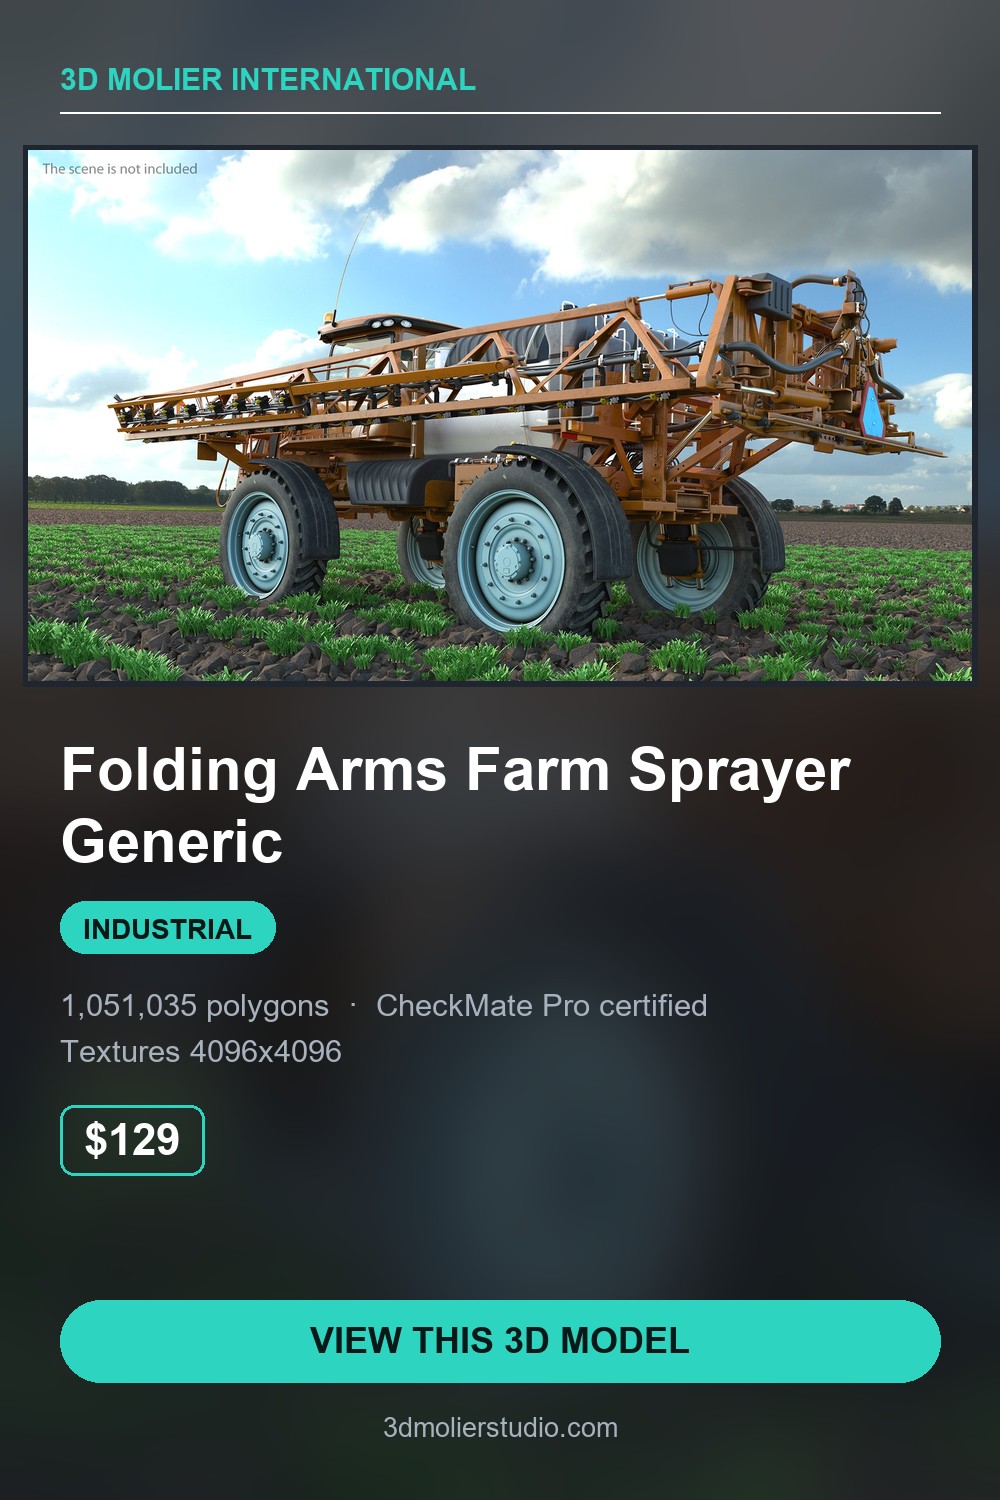 3D MOLIER INTERNATIONAL
The scene is not included
Folding Arms Farm Sprayer
Generic
INDUSTRIAL
1,051,035 polygons · CheckMate Pro certified
Textures 4096x4096
$129
VIEW THIS 3D MODEL
3dmolierstudio.com